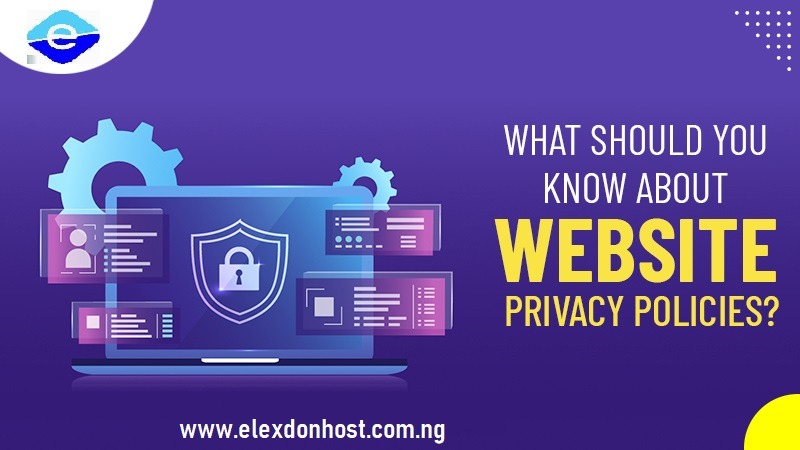 e
WHAT SHOULD YOU
KNOW ABOUT
WEBSITE
PRIVACY POLICIES?
www.elexdonhost.com.ng